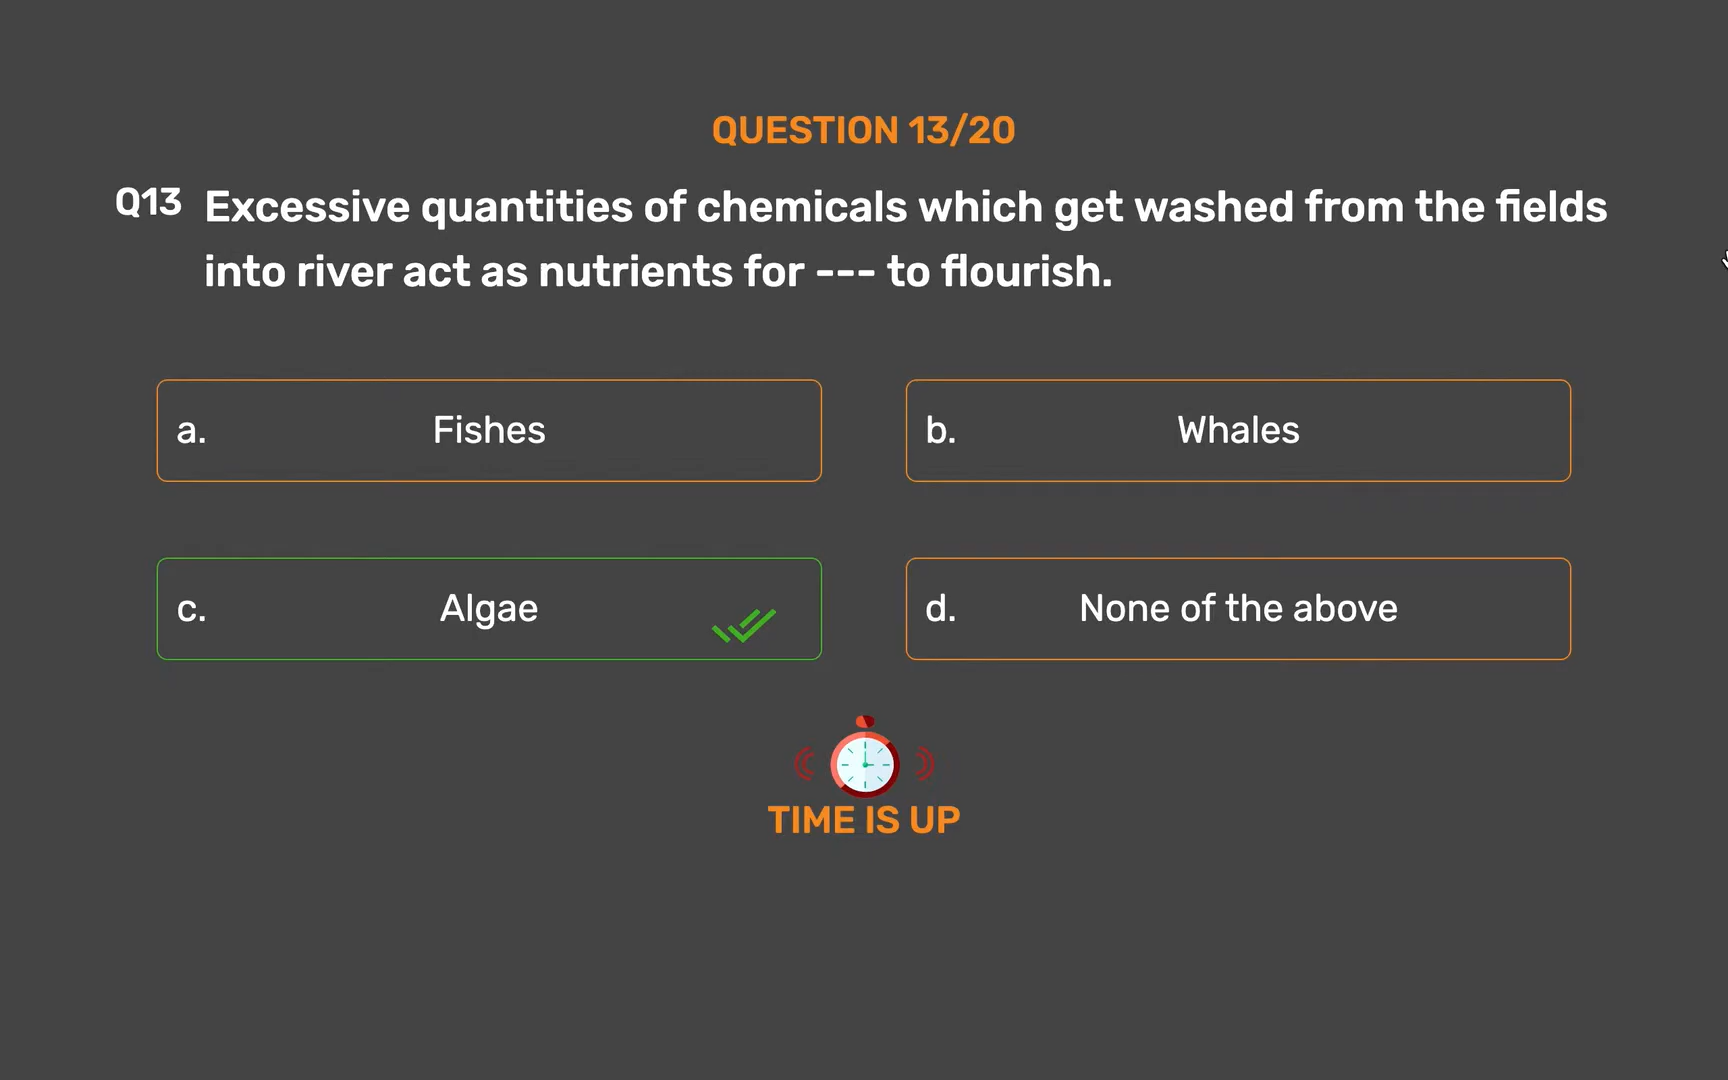 QUESTION 13/20
Q13 Excessive quantities of chemicals which get washed from the fields
into river act as nutrients for --- to flourish.
a. Fishes
b. Whales
c. Algae
d. None of the above
TIME IS UP